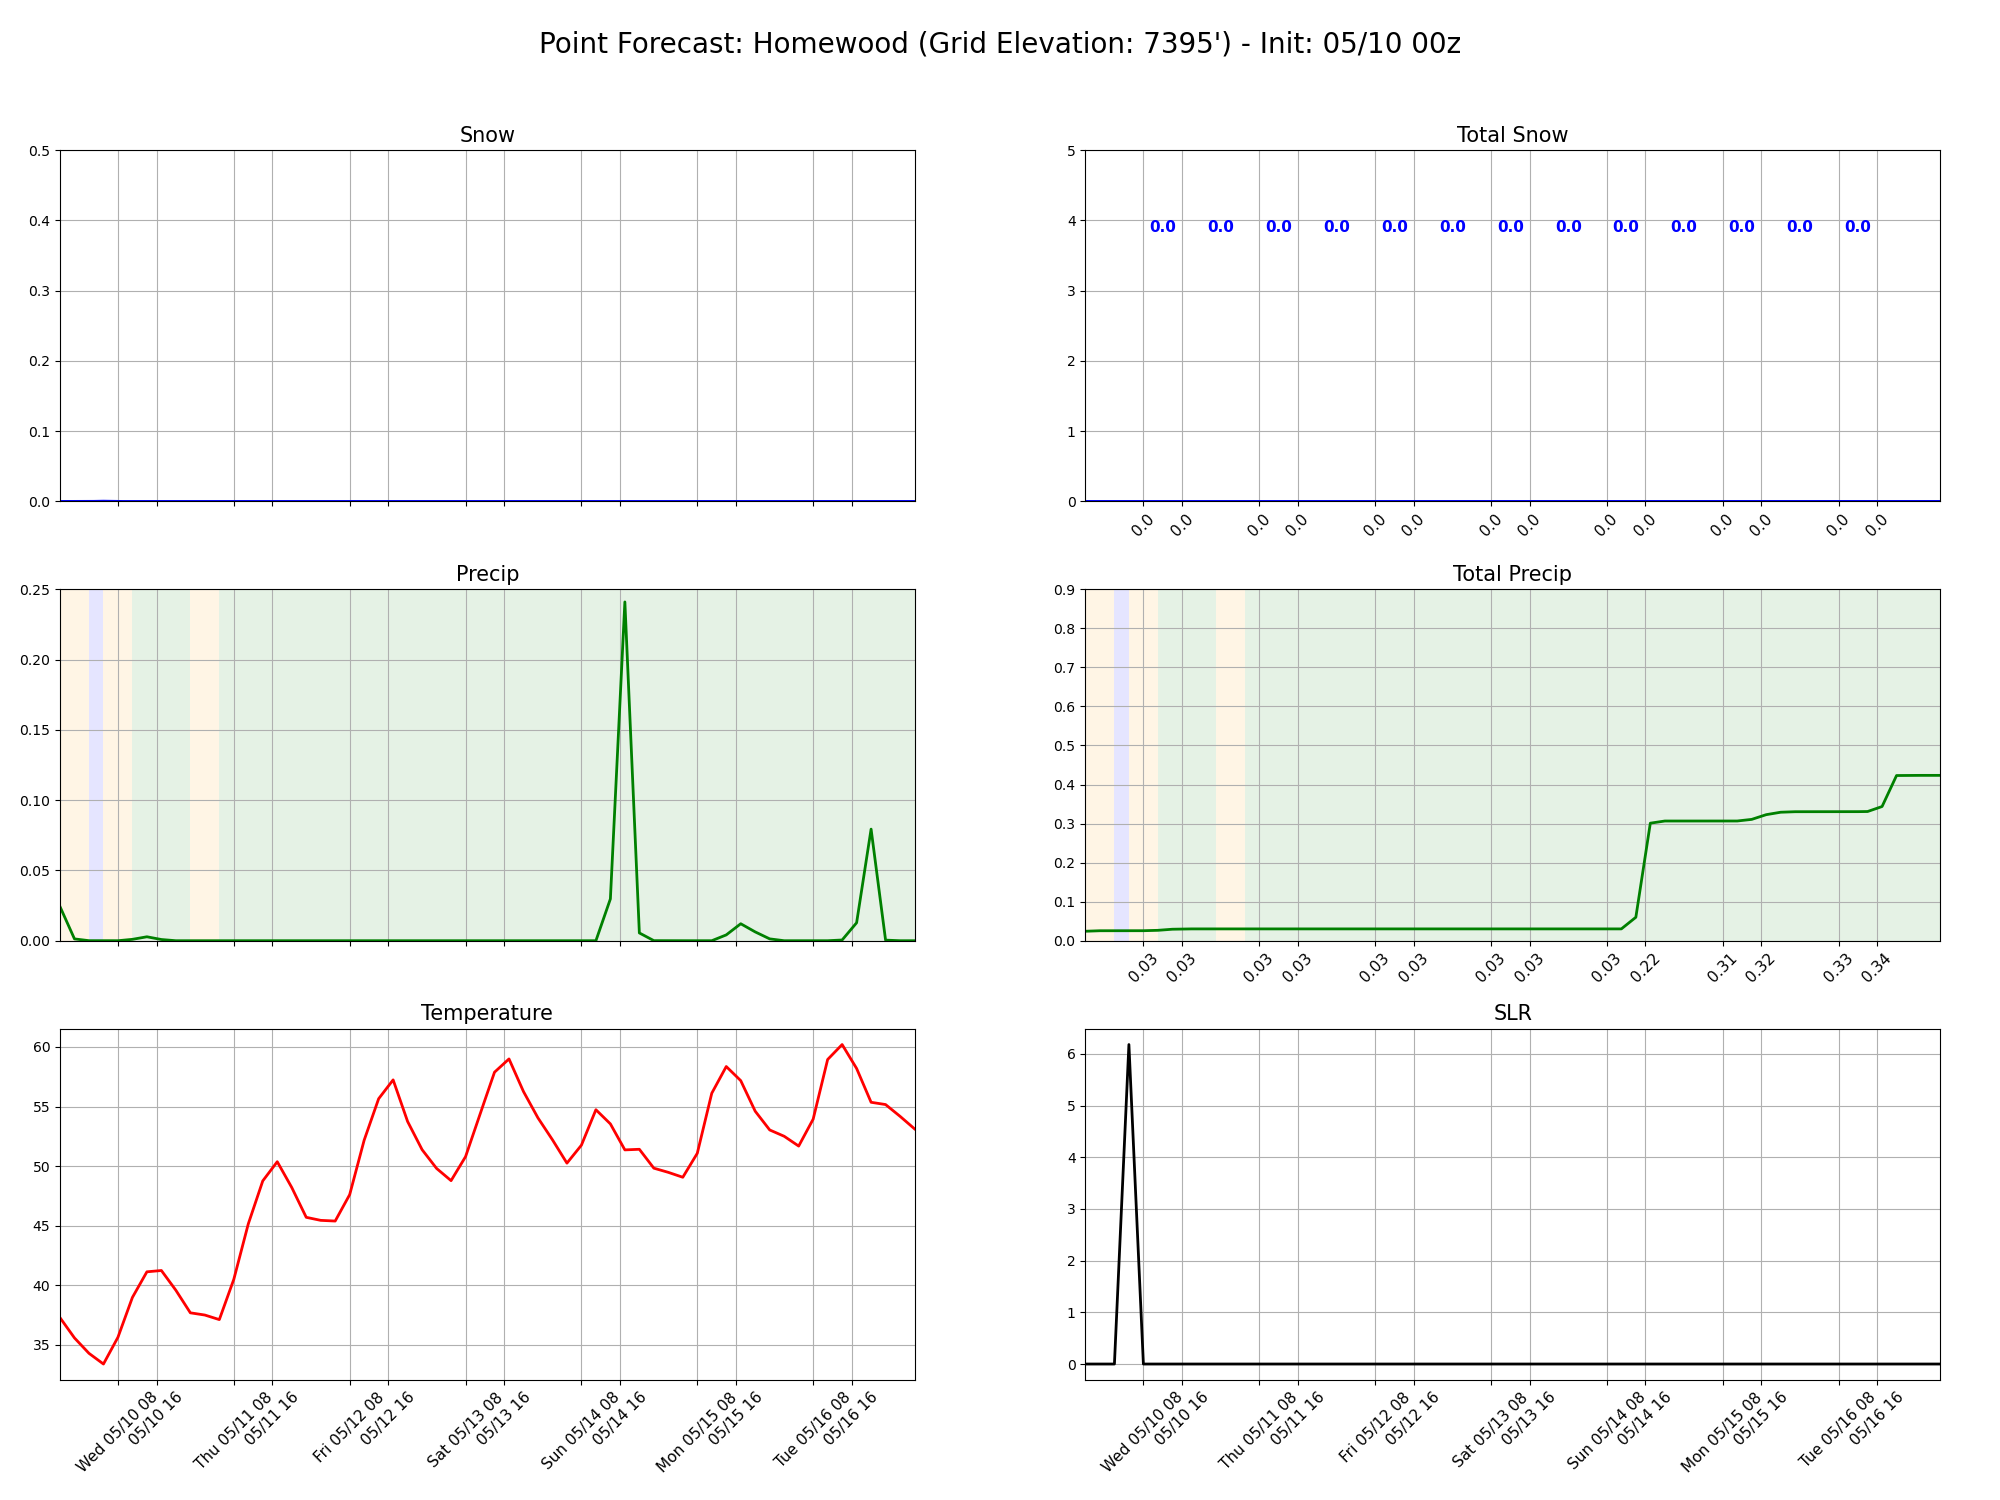 Point Forecast: Homewood (Grid Elevation: 7395') - Init: 05/10 00z
Snow
0.5
0.4
0.3
0.2
0.1
0.0
Total Snow
5
4
3
2
1
0
0.0 0.0 0.0 0.0 0.0 0.0 0.0 0.0 0.0 0.0 0.0 0.0 0.0
0.0 0.0 0.0 0.0 0.0 0.0 0.0 0.0 0.0 0.0 0.0 0.0 0.0 0.0
Precip
0.25
0.20
0.15
0.10
0.05
0.00
Total Precip
0.9
0.8
0.7
0.6
0.5
0.4
0.3
0.2
0.1
0.0
0.03 0.03 0.03 0.03 0.03 0.03 0.03 0.03 0.03 0.22 0.31 0.32 0.33 0.34
Temperature
60
55
50
45
40
35
Wed 05/10 08
05/10 16
Thu 05/11 08
05/11 16
Fri 05/12 08
05/12 16
Sat 05/13 08
05/13 16
Sun 05/14 08
05/14 16
Mon 05/15 08
05/15 16
Tue 05/16 08
05/16 16
SLR
6
5
4
3
2
1
0
Wed 05/10 08
05/10 16
Thu 05/11 08
05/11 16
Fri 05/12 08
05/12 16
Sat 05/13 08
05/13 16
Sun 05/14 08
05/14 16
Mon 05/15 08
05/15 16
Tue 05/16 08
05/16 16